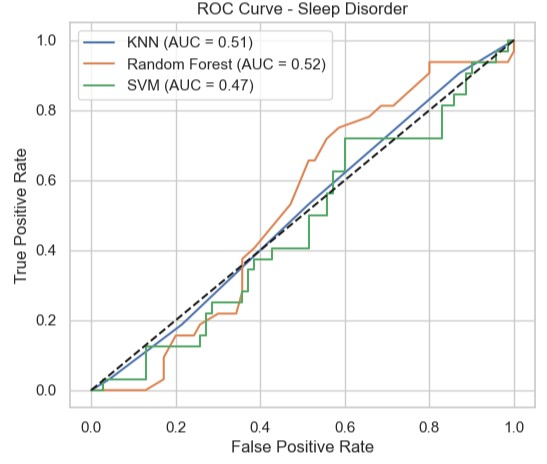 ROC Curve - Sleep Disorder
KNN (AUC = 0.51)
Random Forest (AUC = 0.52)
SVM (AUC = 0.47)
True Positive Rate
1.0
0.8
0.6
0.4
0.2
0.0
0.0 0.2 0.4 0.6 0.8 1.0
False Positive Rate